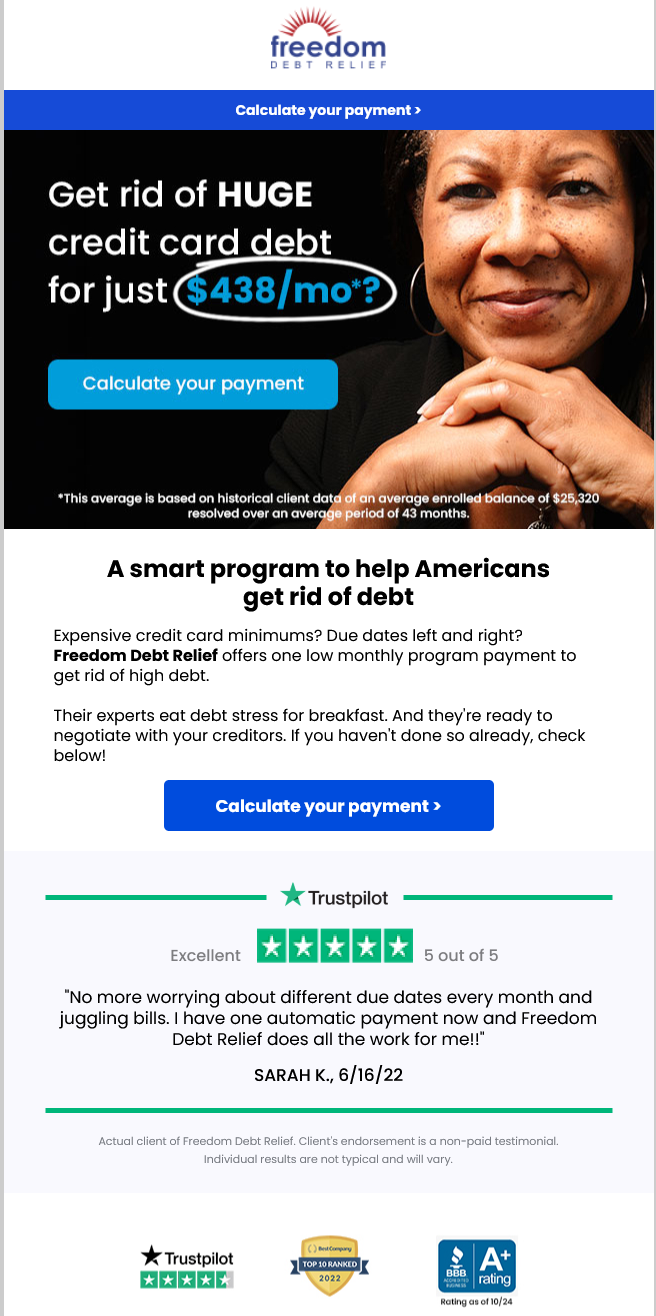 freedom
DEBT RELIEF
Calculate your payment >
Get rid of HUGE
credit card debt
for just $438/mo*?
Calculate your payment
*This average is based on historical client data of an average enrolled balance of $25,320
resolved over an average period of 43 months.
A smart program to help Americans
get rid of debt
Expensive credit card minimums? Due dates left and right?
Freedom Debt Relief offers one low monthly program payment to
get rid of high debt.
Their experts eat debt stress for breakfast. And they're ready to
negotiate with your creditors. If you haven't done so already, check
below!
Calculate your payment >
Trustpilot
Excellent 5 out of 5
"No more worrying about different due dates every month and
juggling bills. I have one automatic payment now and Freedom
Debt Relief does all the work for me!!"
SARAH K., 6/16/22
Actual client of Freedom Debt Relief. Client's endorsement is a non-paid testimonial.
Individual results are not typical and will vary.
Trustpilot
BestCompany
TOP 10 RANKED
2022
BBB
ACCREDITED
BUSINESS
A+
rating
Rating as of 10/24